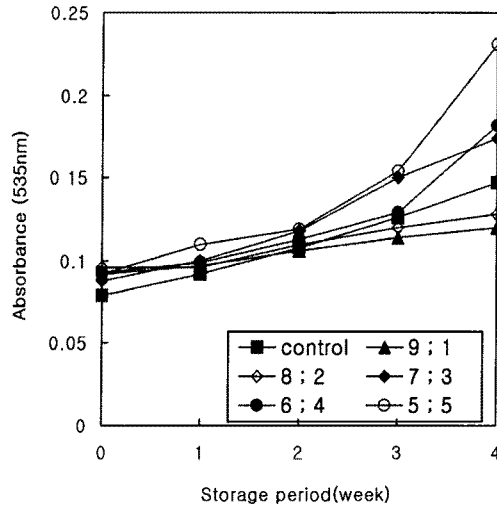 0.25
0.2
0.15
0.1
0.05
0
Absorbance (535nm)
control
9 ; 1
8 ; 2
7 ; 3
6 ; 4
5 ; 5
0 1 2 3 4
Storage period(week)